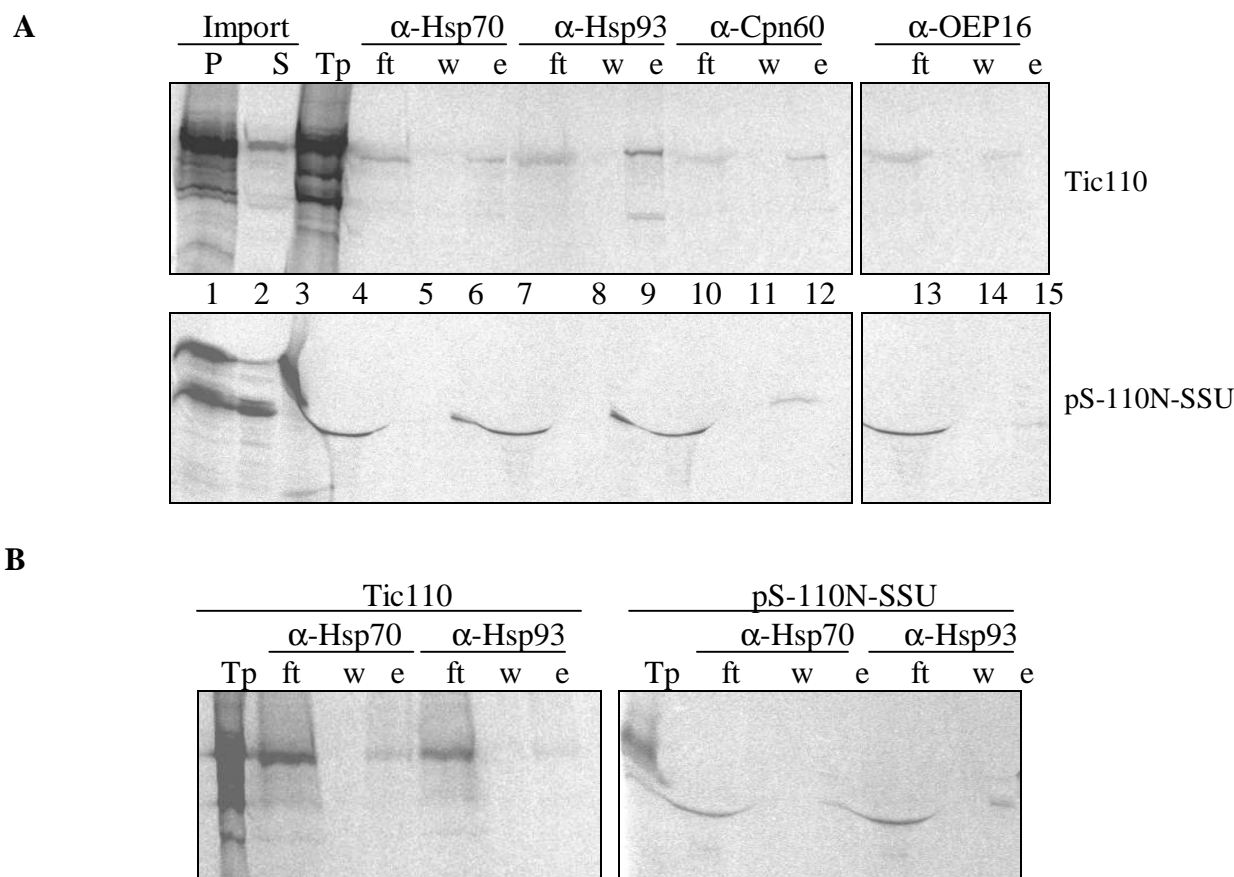 A
Import α-Hsp70 α-Hsp93 α-Cpn60 α-OEP16
P S Tp ft w e ft w e ft w e ft w e
Tic110
1 2 3 4 5 6 7 8 9 10 11 12 13 14 15
pS-110N-SSU
B
Tic110 pS-110N-SSU
α-Hsp70 α-Hsp93 α-Hsp70 α-Hsp93
Tp ft w e ft w e Tp ft w e ft w e